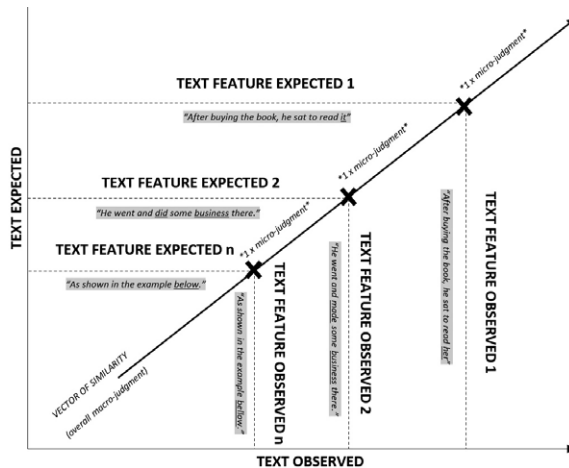 *1 x micro-judgment*
TEXT FEATURE EXPECTED 1
"After buying the book, he sat to read it"
*1 x micro-judgment*
TEXT FEATURE EXPECTED 2
"He went and did some business there."
*1 x micro-judgment*
TEXT FEATURE EXPECTED n
"As shown in the example below."
TEXT EXPECTED
VECTOR OF SIMILARITY
(overall macro-judgment)
"As shown in the example bellow."
TEXT FEATURE OBSERVED n
"He went and made some business there."
TEXT FEATURE OBSERVED 2
"After buying the book, he sat to read her"
TEXT FEATURE OBSERVED 1
TEXT OBSERVED